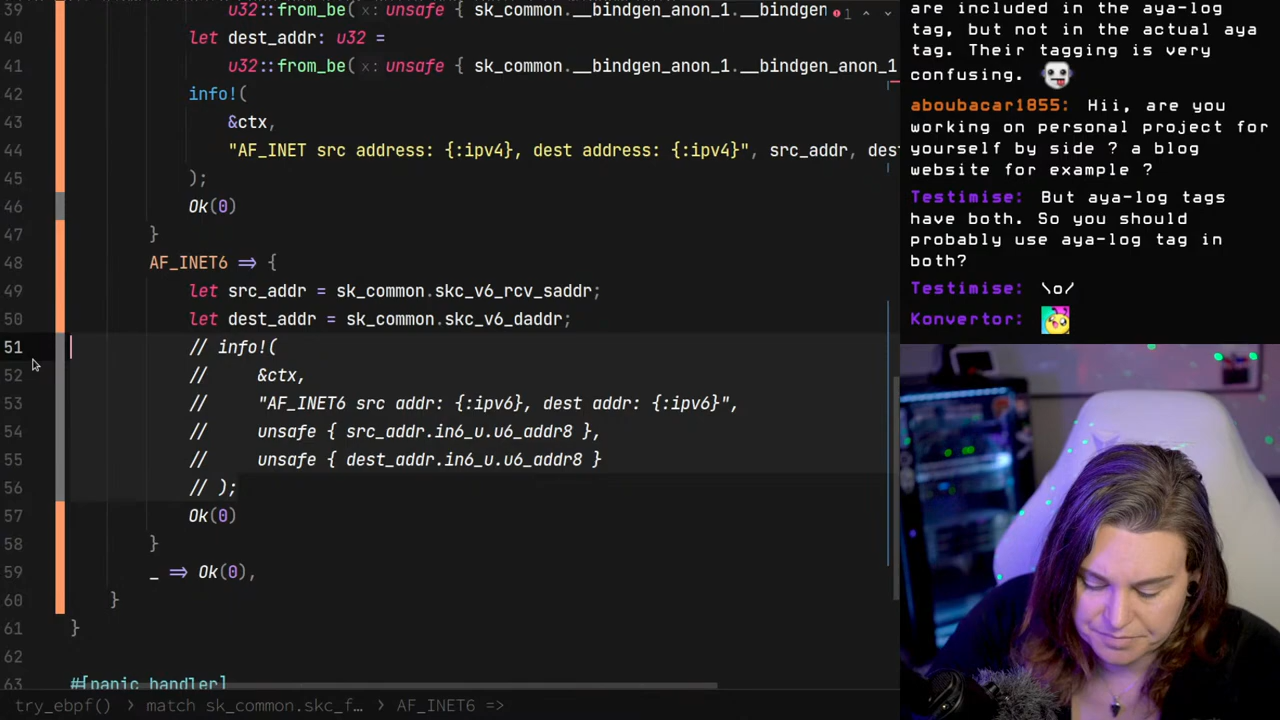 39 u32::from_be( x: unsafe { sk_common.__bindgen_anon_1.__bindgen 1
40 let dest_addr: u32 =
41 u32::from_be( x: unsafe { sk_common.__bindgen_anon_1.__bindgen_anon_1
42 info!(
43 &ctx,
44 "AF_INET src address: {:ipv4}, dest address: {:ipv4}", src_addr, des
45 );
46 Ok(0)
47 }
48 AF_INET6 => {
49 let src_addr = sk_common.skc_v6_rcv_saddr;
50 let dest_addr = sk_common.skc_v6_daddr;
51 // info!(
52 // &ctx,
53 // "AF_INET6 src addr: {:ipv6}, dest addr: {:ipv6}",
54 // unsafe { src_addr.in6_u.u6_addr8 },
55 // unsafe { dest_addr.in6_u.u6_addr8 }
56 // );
57 Ok(0)
58 }
59 _ => Ok(0),
60 }
61 }
62
63 #[panic_handler]
try_ebpf() > match sk_common.skc_f… > AF_INET6 =>
are included in the aya-log
tag, but not in the actual aya
tag. Their tagging is very
confusing.
aboubacar1855: Hii, are you
working on personal project for
yourself by side ? a blog
website for example ?
Testimise: But aya-log tags
have both. So you should
probably use aya-log tag in
both?
Testimise: \o/
Konvertor: